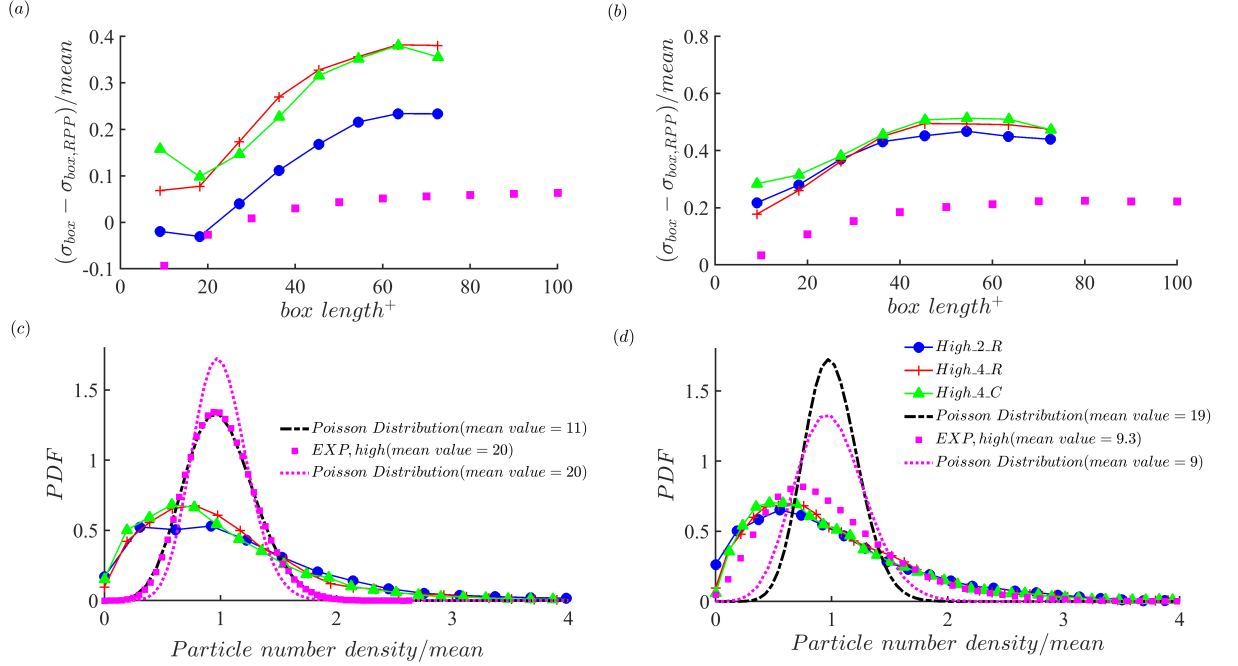 (a)
(σ_box − σ_box,RPP)/mean
0.4
0.3
0.2
0.1
0
-0.1
0 20 40 60 80 100
box length⁺
(b)
(σ_box − σ_box,RPP)/mean
0.8
0.6
0.4
0.2
0
0 20 40 60 80 100
box length⁺
(c)
PDF
1.5
1
0.5
0
0 1 2 3 4
Particle number density/mean
Poisson Distribution(mean value = 11)
EXP, high(mean value = 20)
Poisson Distribution(mean value = 20)
(d)
PDF
1.5
1
0.5
0
0 1 2 3 4
Particle number density/mean
High_2_R
High_4_R
High_4_C
Poisson Distribution(mean value = 19)
EXP, high(mean value = 9.3)
Poisson Distribution(mean value = 9)